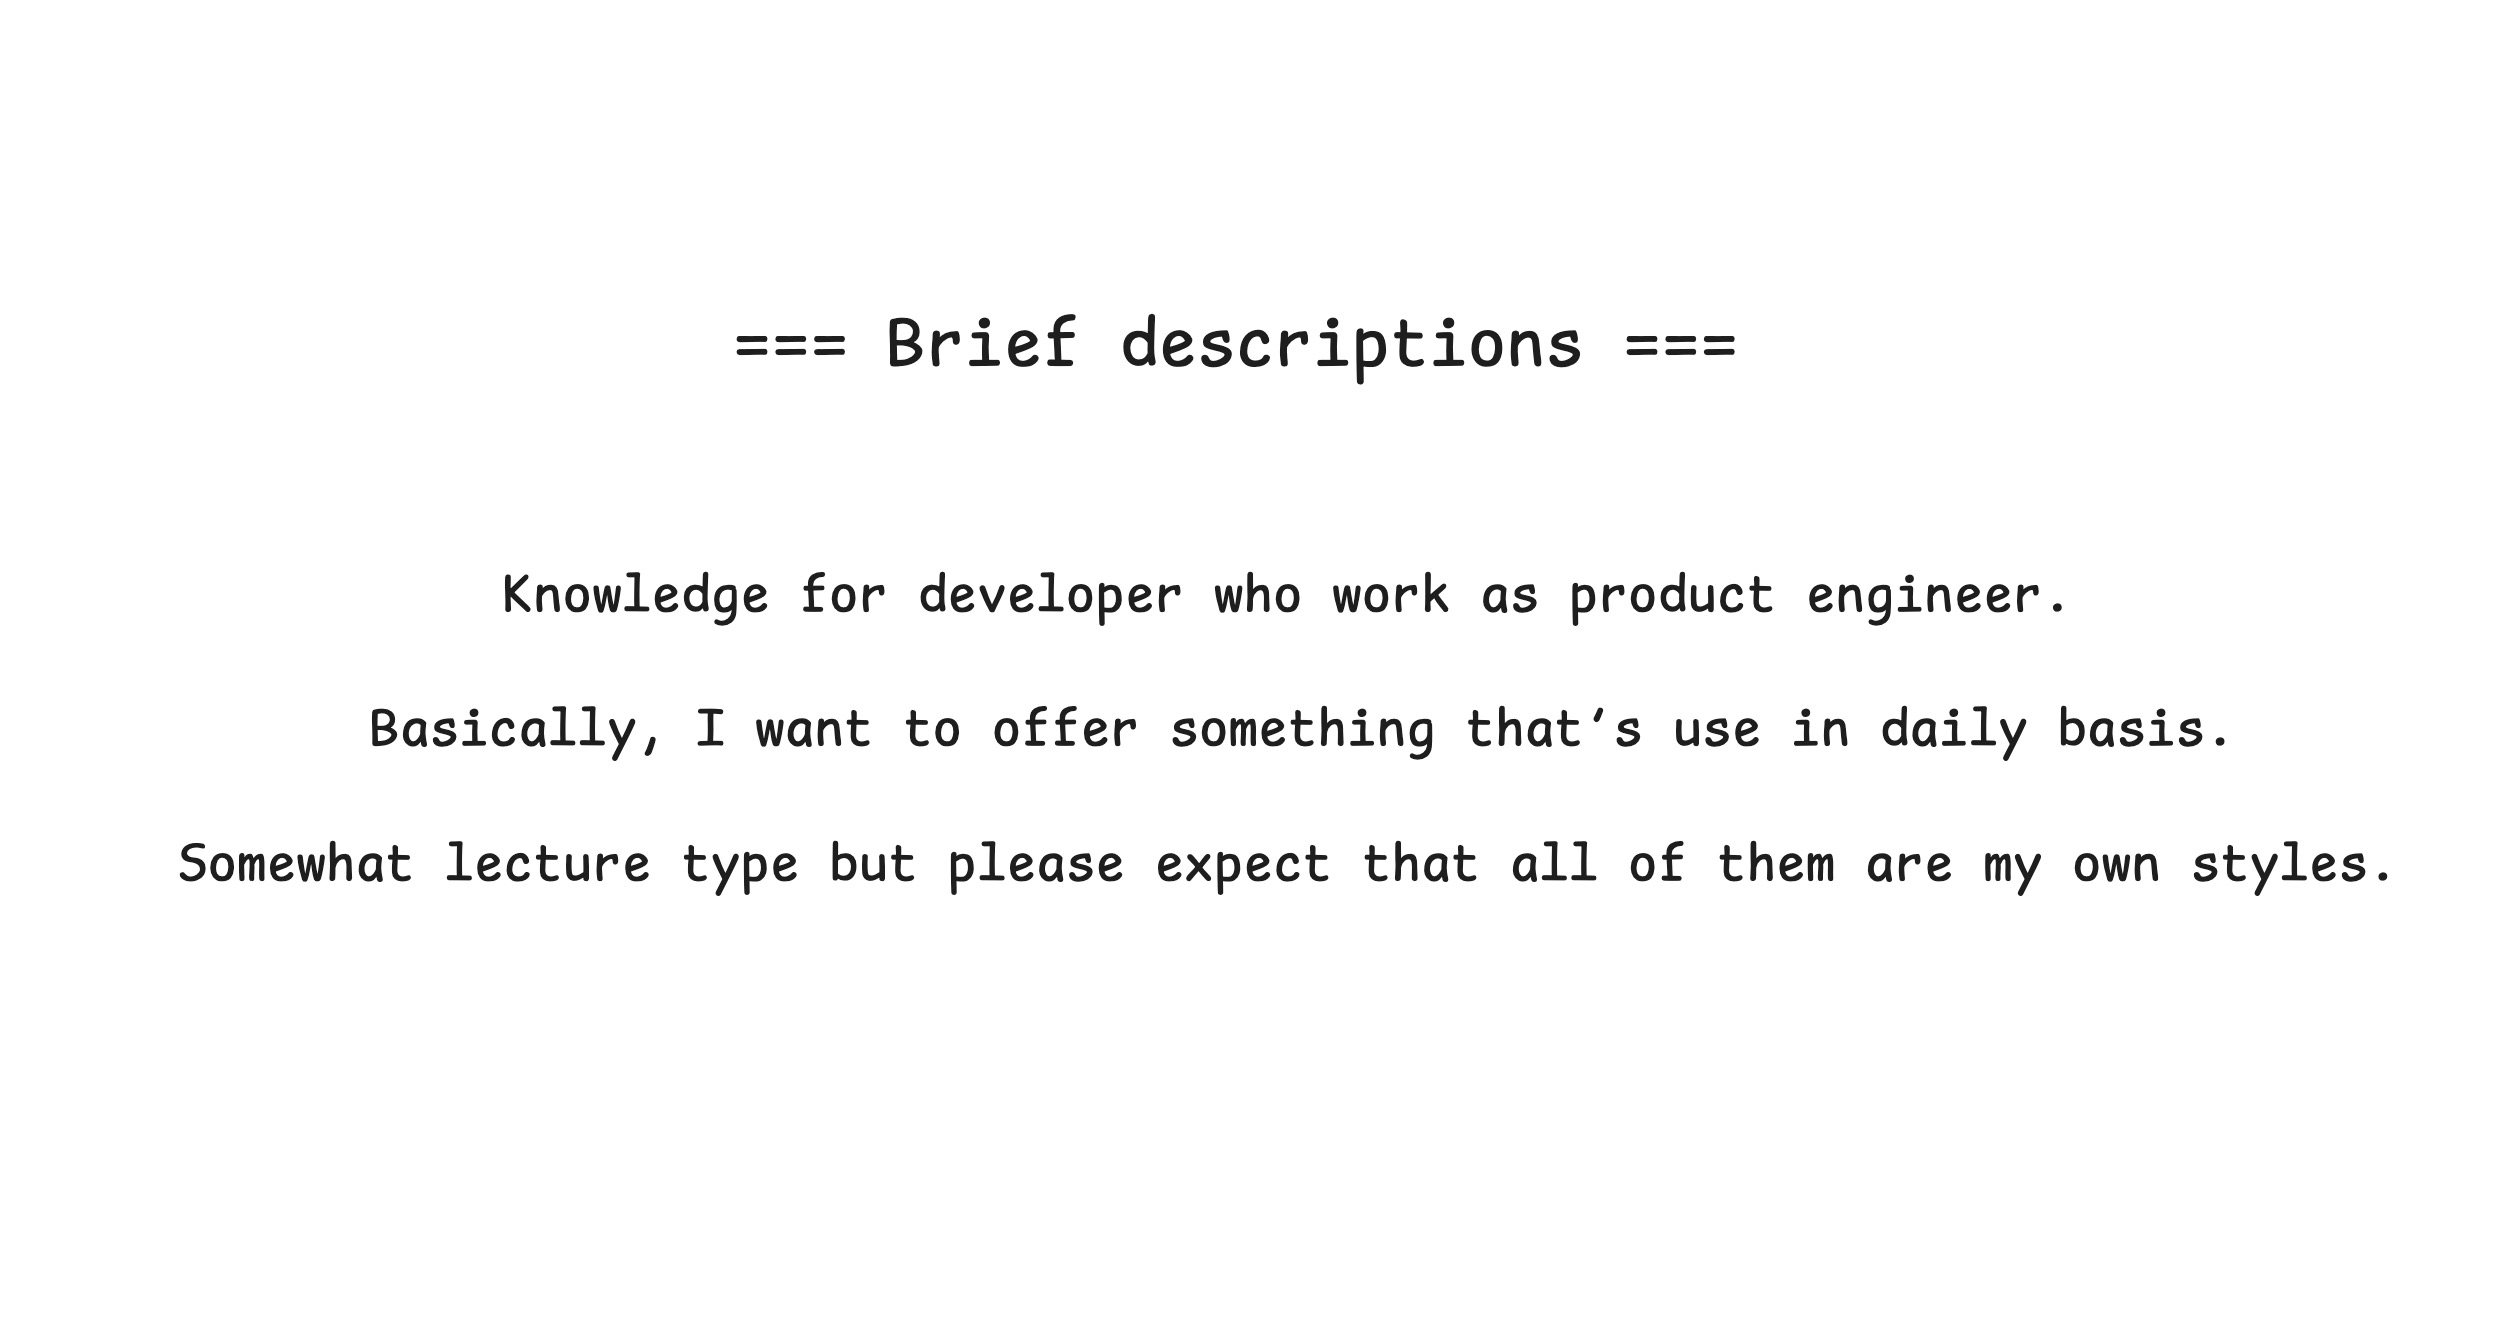 === Brief descriptions ===
Knowledge for developer who work as product engineer.
Basically, I want to offer something that's uses in daily basis.
Somewhat lecture type but please expect that all of them are my own styles.